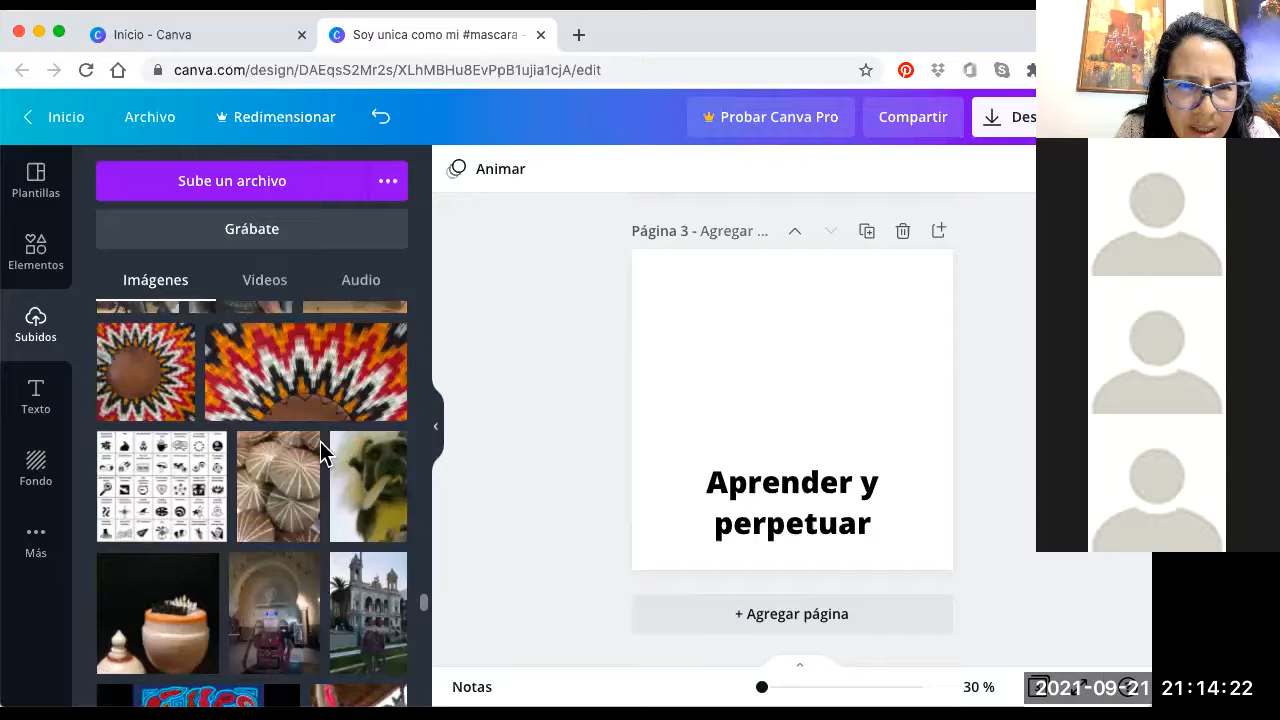 Inicio - Canva
Soy unica como mi #mascara -
canva.com/design/DAEqsS2Mr2s/XLhMBHu8EvPpB1ujia1cjA/edit
Inicio
Archivo
Redimensionar
Probar Canva Pro
Compartir
Des
Plantillas
Elementos
Subidos
Texto
Fondo
Más
Sube un archivo
Grábate
Imágenes
Videos
Audio
Animar
Página 3 - Agregar ...
Aprender y
perpetuar
+ Agregar página
Notas
30 %
2021-09-21 21:14:22